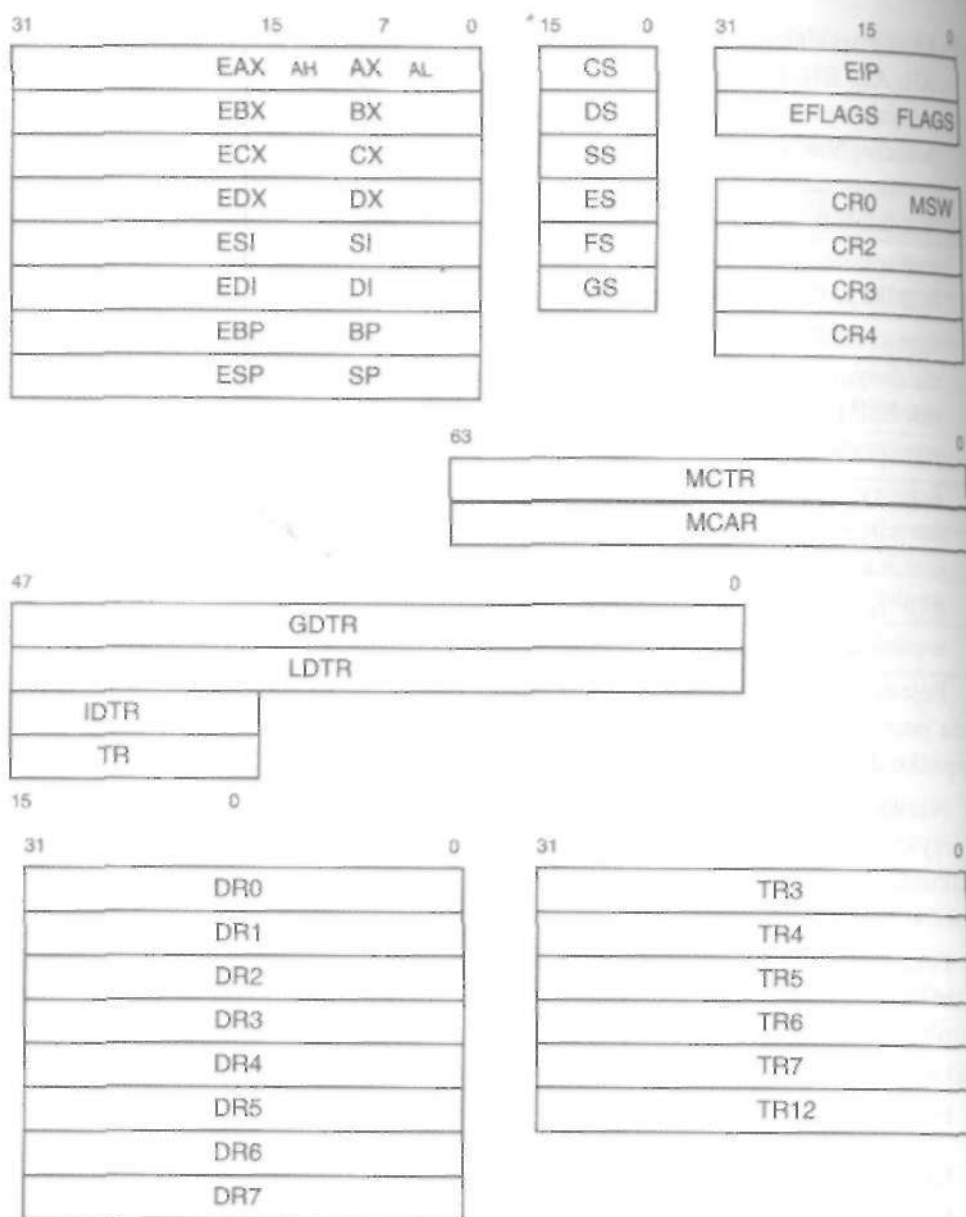 31 15 7 0
EAX AH AX AL
EBX BX
ECX CX
EDX DX
ESI SI
EDI DI
EBP BP
ESP SP
15 0
CS
DS
SS
ES
FS
GS
31 15 0
EIP
EFLAGS FLAGS
CR0 MSW
CR2
CR3
CR4
63 0
MCTR
MCAR
47 0
GDTR
LDTR
IDTR
TR
15 0
31 0
DR0
DR1
DR2
DR3
DR4
DR5
DR6
DR7
31 0
TR3
TR4
TR5
TR6
TR7
TR12